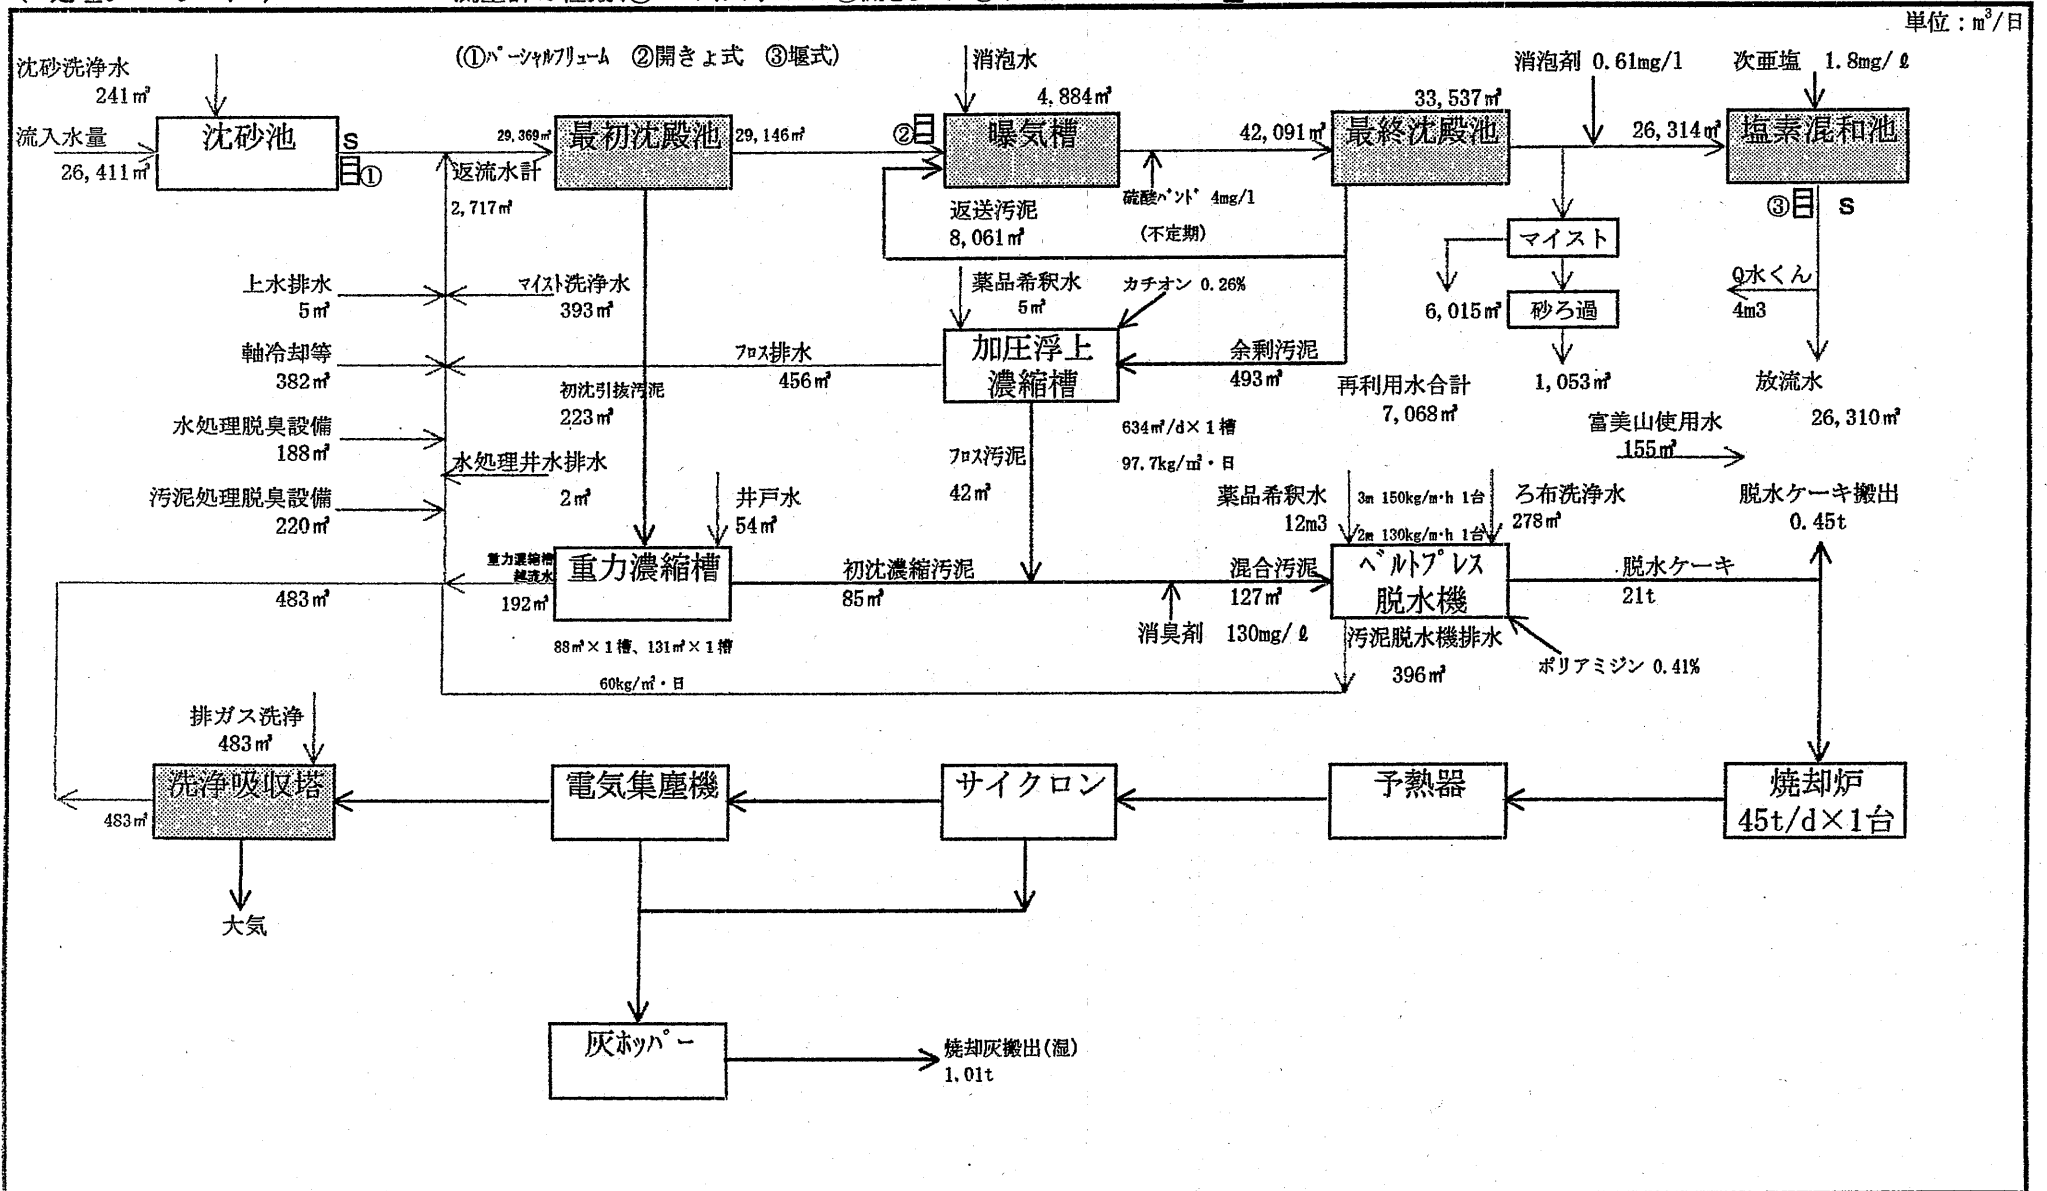 単位：m³/日
(①ﾊﾟｰｼｬﾙﾌﾘｭｰﾑ ②開きょ式 ③堰式)
沈砂洗浄水
241㎥
流入水量
26,411㎥
沈砂池
S
①
29,369㎥
返流水計
2,717㎥
最初沈殿池
29,146㎥
消泡水
4,884㎥
②
曝気槽
返送汚泥
8,061㎥
42,091㎥
硫酸ﾊﾞﾝﾄﾞ 4mg/l
(不定期)
33,537㎥
最終沈殿池
消泡剤 0.61mg/l
26,314㎥
次亜塩 1.8mg/ℓ
塩素混和池
③
S
マイスト
6,015㎥
砂ろ過
1,053㎥
Q水くん
4m3
放流水
26,310㎥
上水排水
5㎥
ﾏｲｽﾄ洗浄水
393㎥
軸冷却等
382㎥
ﾌﾛｽ排水
456㎥
薬品希釈水
5㎥
カチオン 0.26%
加圧浮上
濃縮槽
余剰汚泥
493㎥
再利用水合計
7,068㎥
初沈引抜汚泥
223㎥
水処理脱臭設備
188㎥
水処理井水排水
2㎥
汚泥処理脱臭設備
220㎥
634㎥/d×1槽
97.7kg/㎡・日
ﾌﾛｽ汚泥
42㎥
富美山使用水
155㎥
井戸水
54㎥
薬品希釈水
12m3
3m 150kg/m·h 1台
2m 130kg/m·h 1台
ろ布洗浄水
278㎥
脱水ケーキ搬出
0.45t
483㎥
重力濃縮槽
越流水
192㎥
重力濃縮槽
88㎥×1槽、131㎥×1槽
60kg/㎡・日
初沈濃縮汚泥
85㎥
消臭剤 130mg/ℓ
混合汚泥
127㎥
ﾍﾞﾙﾄﾌﾟﾚｽ
脱水機
汚泥脱水機排水
396㎥
脱水ケーキ
21t
ポリアミジン 0.41%
排ガス洗浄
483㎥
洗浄吸収塔
483㎥
大気
電気集塵機
サイクロン
予熱器
焼却炉
45t/d×1台
灰ﾎｯﾊﾟｰ
焼却灰搬出(湿)
1.01t